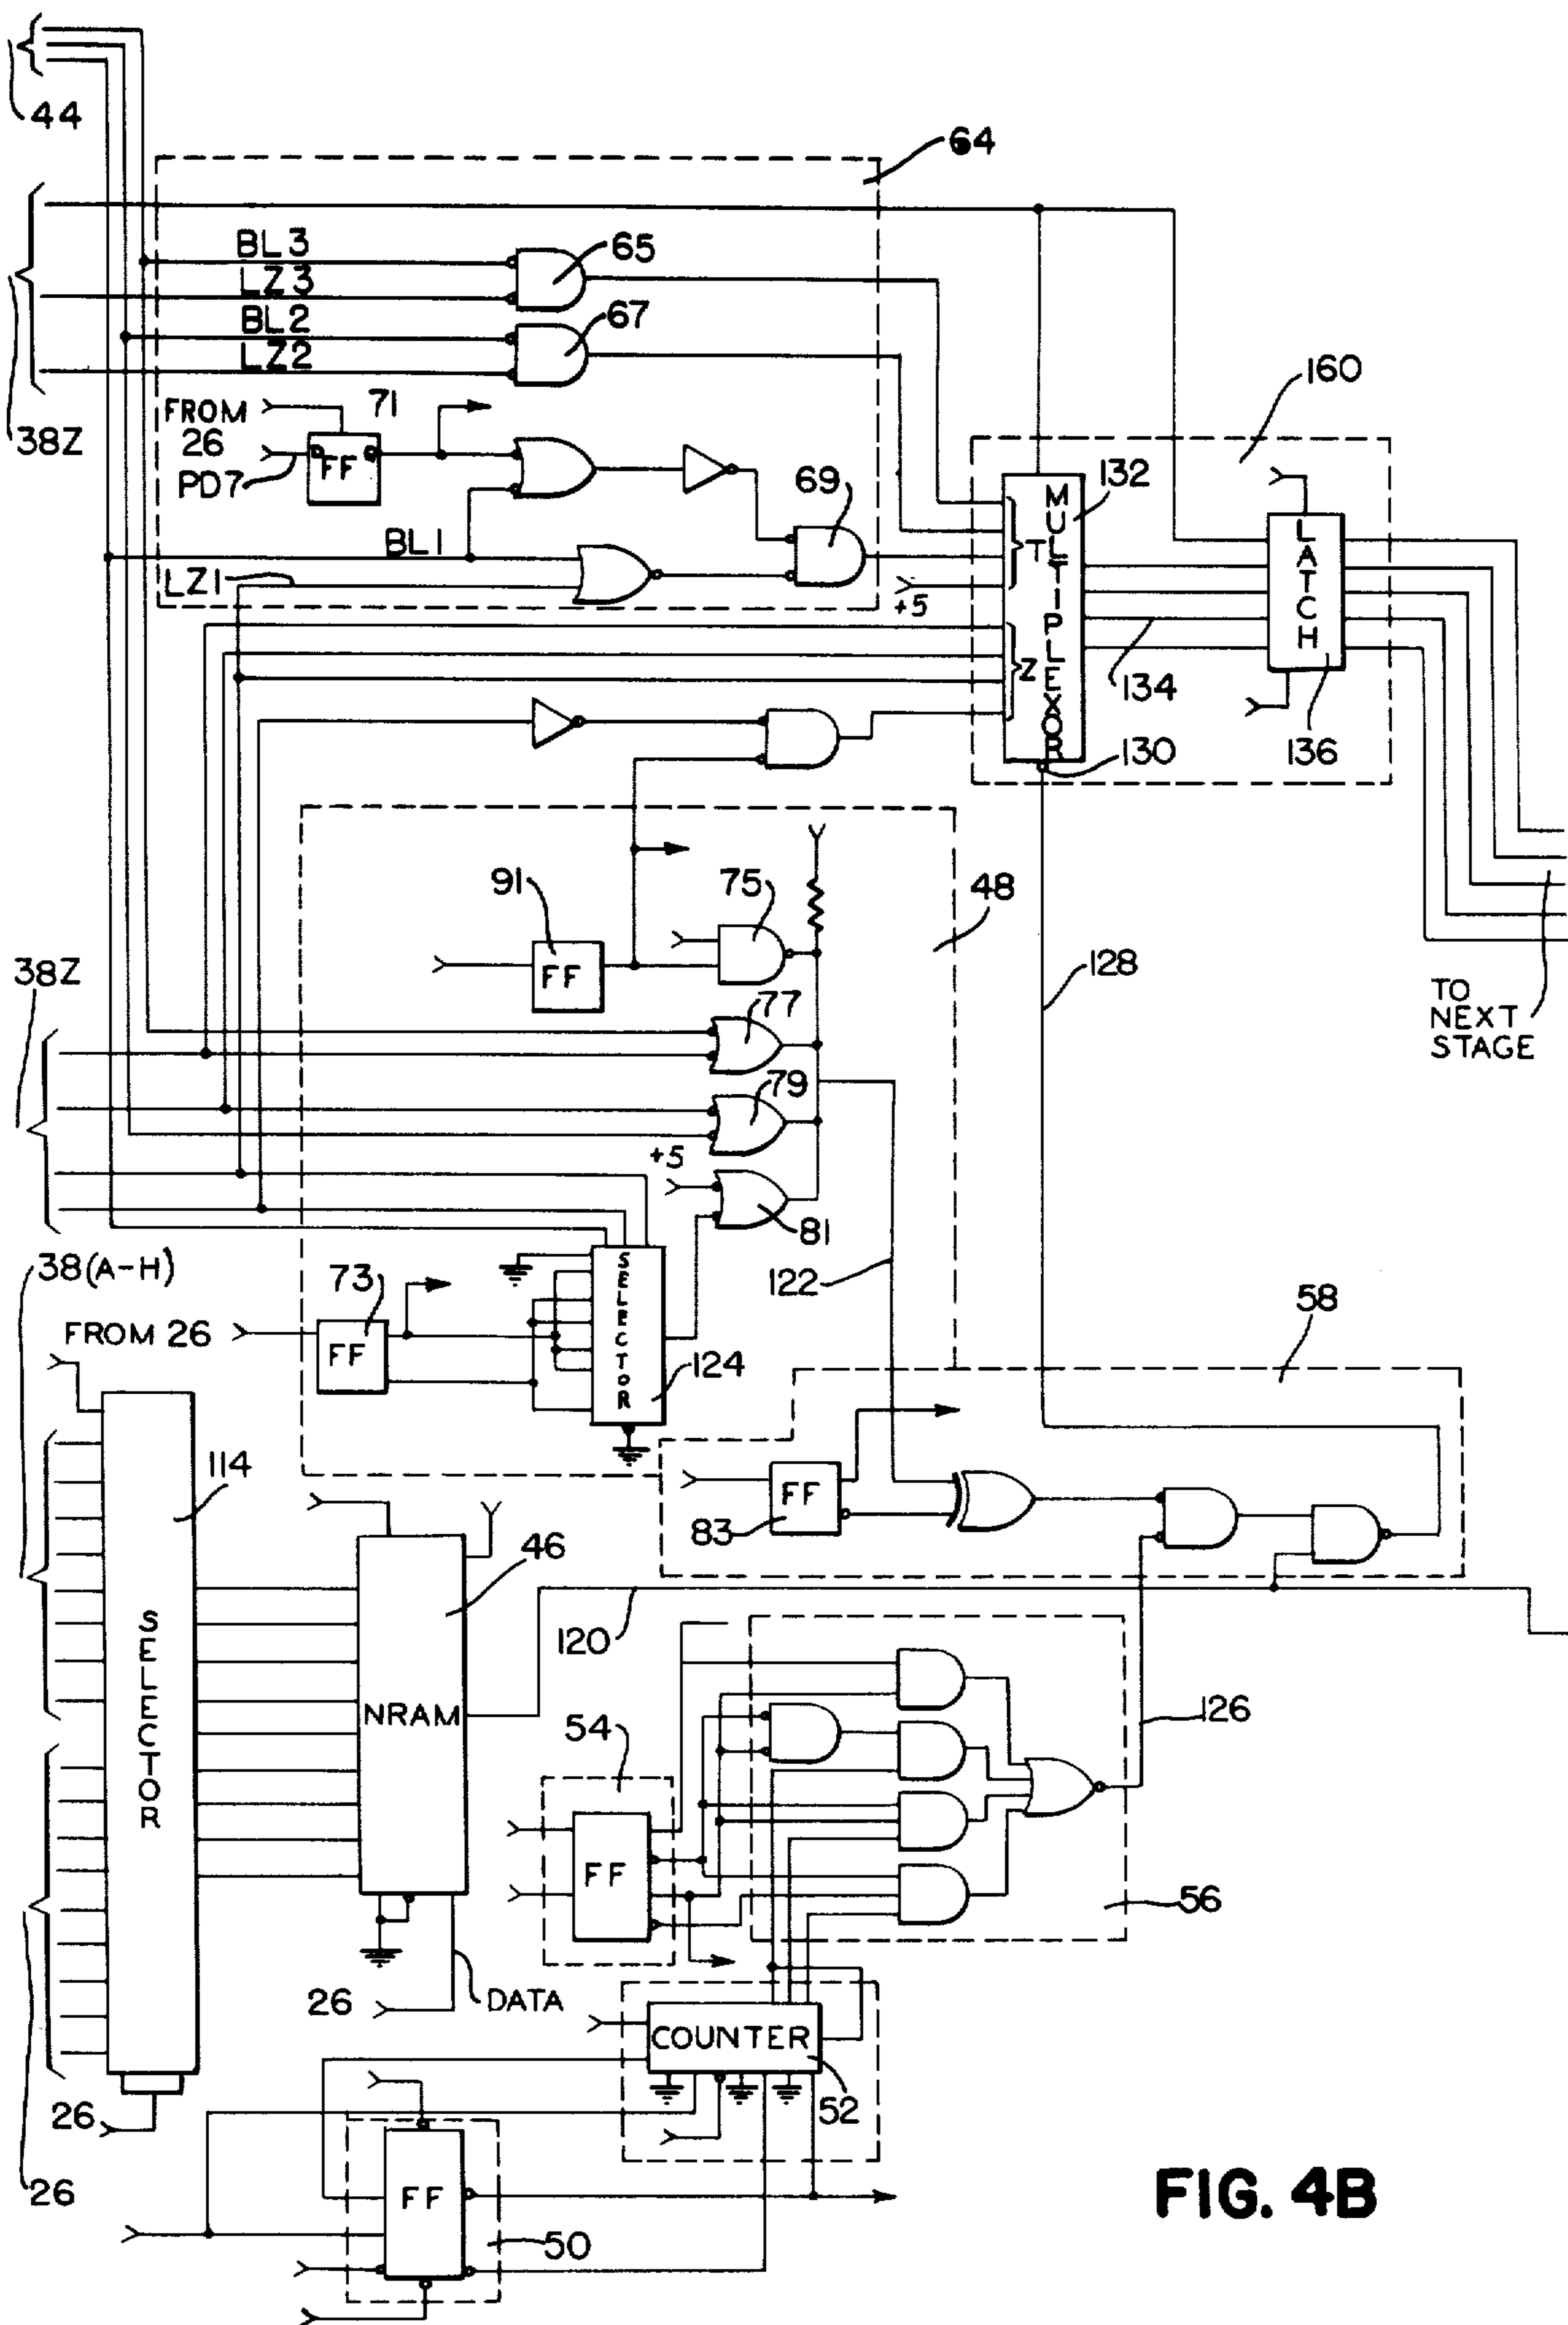 44
64
BL3
LZ3
65
BL2
LZ2
67
38Z
FROM
26
71
FF
PD7
69
BL1
LZ1
+5
T
Z
MULTIPLEXOR
132
160
LATCH
134
136
130
91
FF
75
48
128
TO
NEXT
STAGE
38Z
77
79
+5
81
122
38(A-H)
73
FROM 26
FF
SELECTOR
124
58
114
FF
83
46
SELECTOR
NRAM
120
126
54
FF
56
26
DATA
COUNTER
52
26
26
FF
50
FIG. 4B